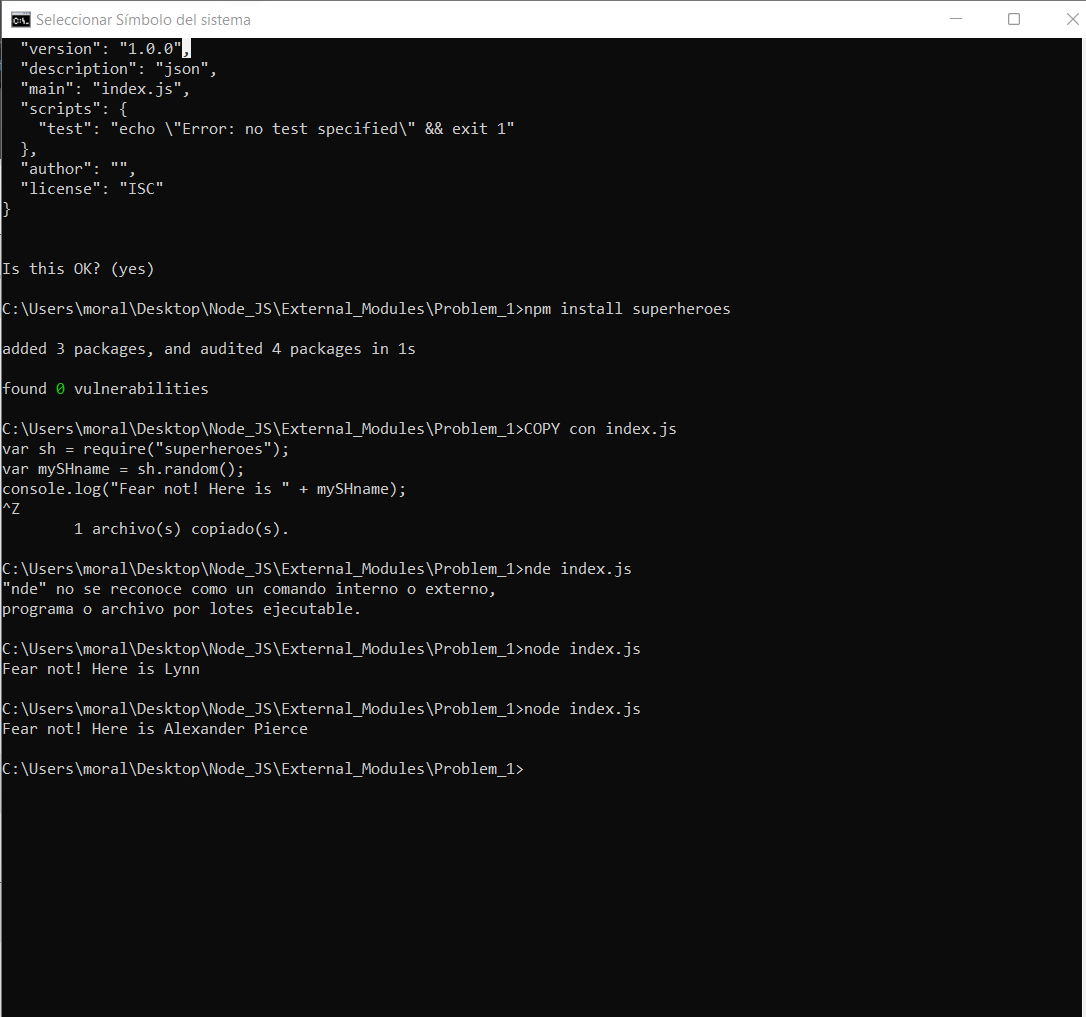 Seleccionar Símbolo del sistema
"version": "1.0.0",
"description": "json",
"main": "index.js",
"scripts": {
"test": "echo \"Error: no test specified\" && exit 1"
},
"author": "",
"license": "ISC"
}
Is this OK? (yes)
C:\Users\moral\Desktop\Node_JS\External_Modules\Problem_1>npm install superheroes
added 3 packages, and audited 4 packages in 1s
found 0 vulnerabilities
C:\Users\moral\Desktop\Node_JS\External_Modules\Problem_1>COPY con index.js
var sh = require("superheroes");
var mySHname = sh.random();
console.log("Fear not! Here is " + mySHname);
^Z
1 archivo(s) copiado(s).
C:\Users\moral\Desktop\Node_JS\External_Modules\Problem_1>nde index.js
"nde" no se reconoce como un comando interno o externo,
programa o archivo por lotes ejecutable.
C:\Users\moral\Desktop\Node_JS\External_Modules\Problem_1>node index.js
Fear not! Here is Lynn
C:\Users\moral\Desktop\Node_JS\External_Modules\Problem_1>node index.js
Fear not! Here is Alexander Pierce
C:\Users\moral\Desktop\Node_JS\External_Modules\Problem_1>